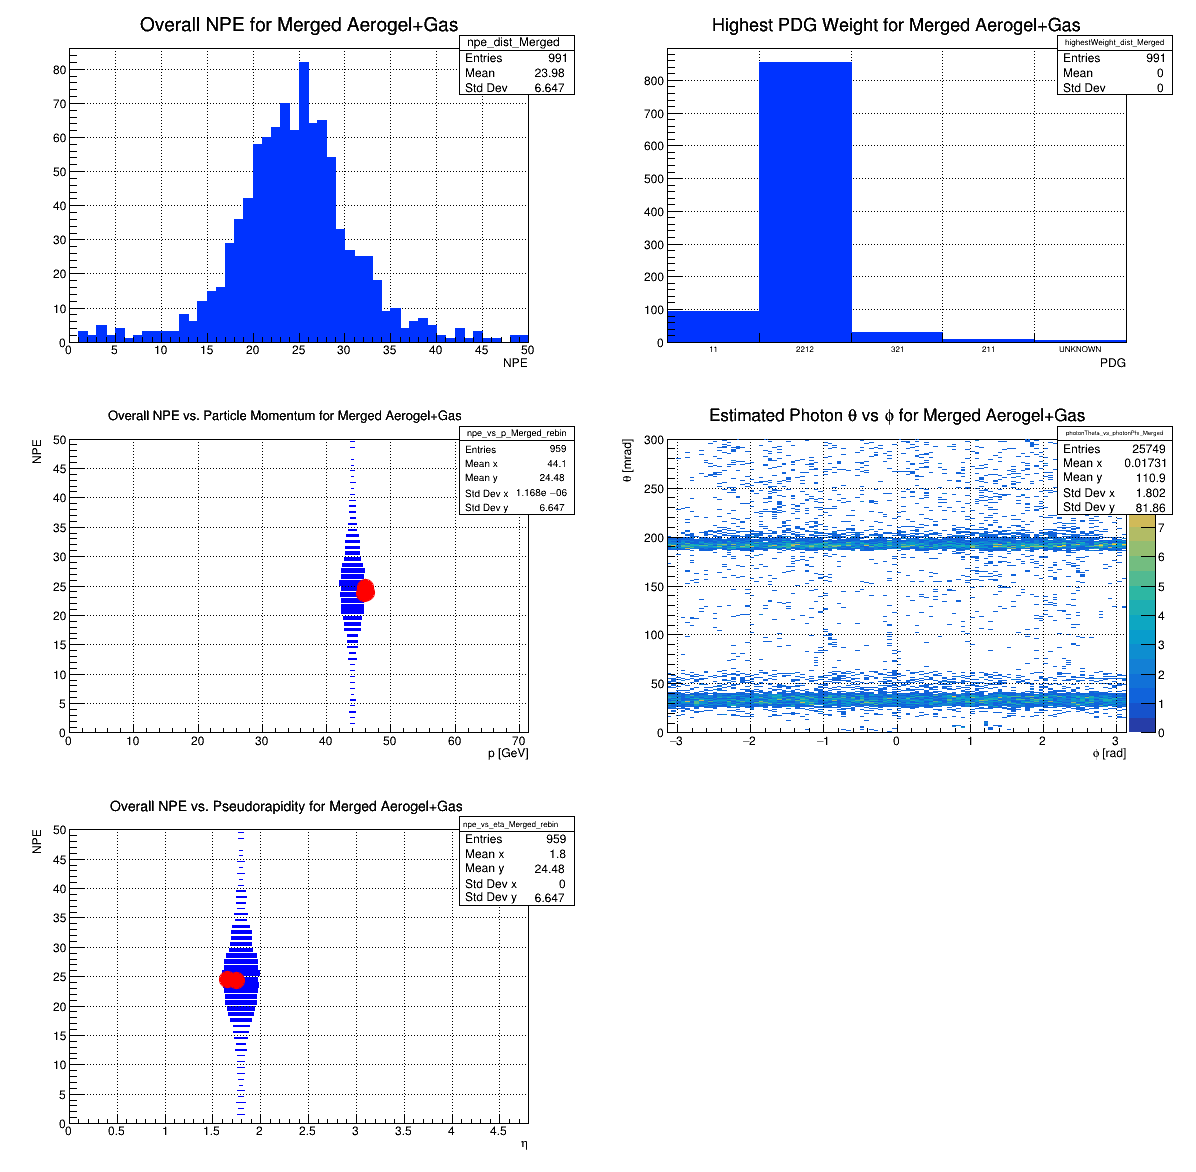 Overall NPE for Merged Aerogel+Gas
npe_dist_Merged
Entries 991
Mean 23.98
Std Dev 6.647
80
70
60
50
40
30
20
10
0
0 5 10 15 20 25 30 35 40 45 50
NPE
Highest PDG Weight for Merged Aerogel+Gas
highestWeight_dist_Merged
Entries 991
Mean 0
Std Dev 0
800
700
600
500
400
300
200
100
0
11 2212 321 211 UNKNOWN
PDG
Overall NPE vs. Particle Momentum for Merged Aerogel+Gas
npe_vs_p_Merged_rebin
Entries 959
Mean x 44.1
Mean y 24.48
Std Dev x 1.168e −06
Std Dev y 6.647
NPE
50
45
40
35
30
25
20
15
10
5
0
0 10 20 30 40 50 60 70
p [GeV]
Estimated Photon θ vs ϕ for Merged Aerogel+Gas
photonTheta_vs_photonPhi_Merged
Entries 25749
Mean x 0.01731
Mean y 110.9
Std Dev x 1.802
Std Dev y 81.86
θ [mrad]
300
250
200
150
100
50
0
−3 −2 −1 0 1 2 3
ϕ [rad]
7
6
5
4
3
2
1
0
Overall NPE vs. Pseudorapidity for Merged Aerogel+Gas
npe_vs_eta_Merged_rebin
Entries 959
Mean x 1.8
Mean y 24.48
Std Dev x 0
Std Dev y 6.647
NPE
50
45
40
35
30
25
20
15
10
5
0
0 0.5 1 1.5 2 2.5 3 3.5 4 4.5
η